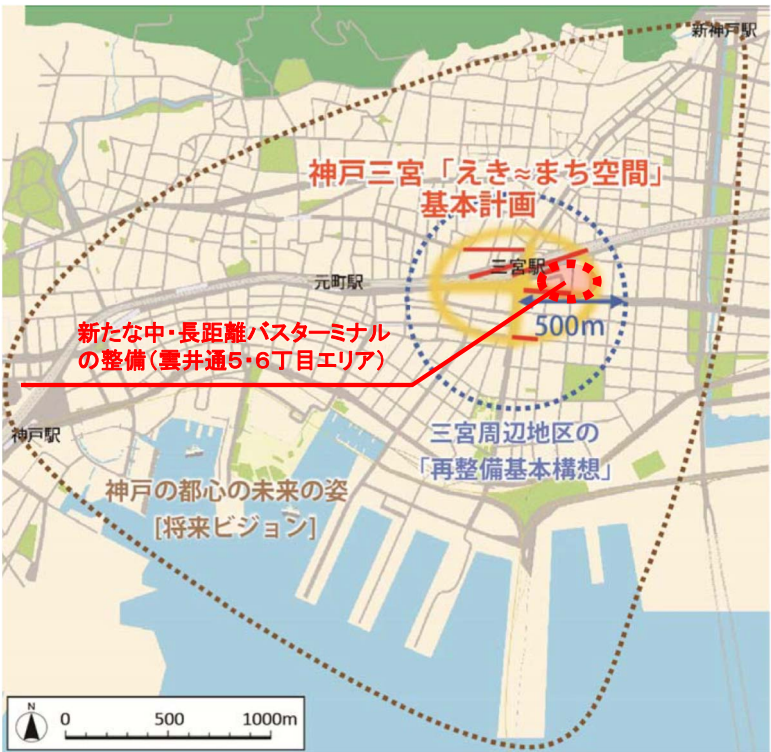 新神戸駅
神戸三宮「えき≈まち空間」
基本計画
三宮駅
元町駅
500m
新たな中・長距離バスターミナル
の整備（雲井通５・６丁目エリア）
神戸駅
三宮周辺地区の
「再整備基本構想」
神戸の都心の未来の姿
[将来ビジョン]
N
0 500 1000m